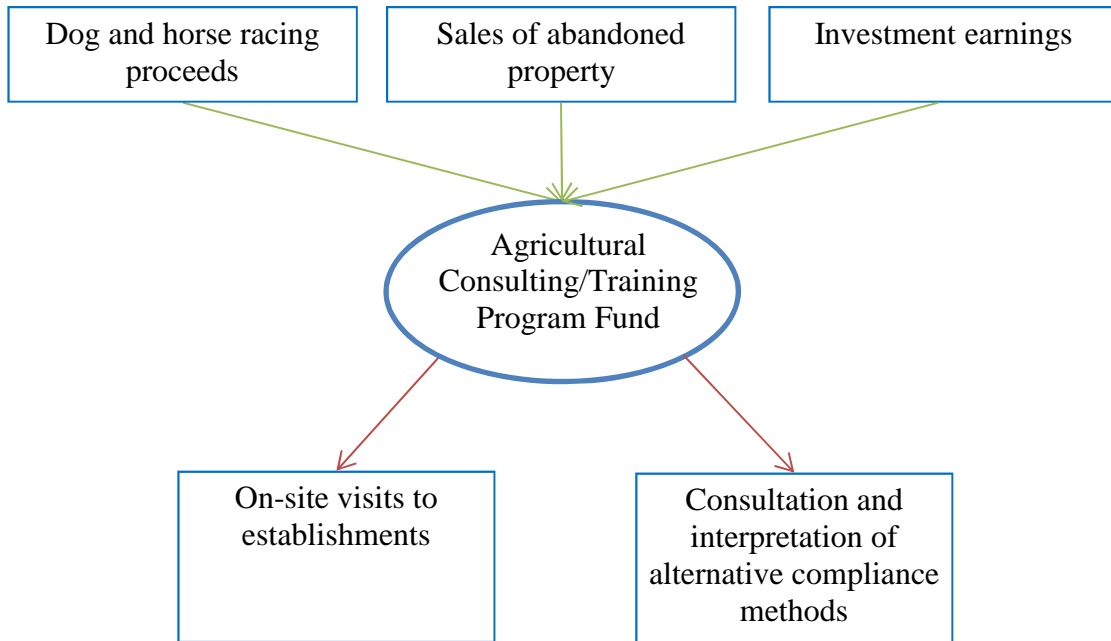 Dog and horse racing
proceeds
Sales of abandoned
property
Investment earnings
Agricultural
Consulting/Training
Program Fund
On-site visits to
establishments
Consultation and
interpretation of
alternative compliance
methods